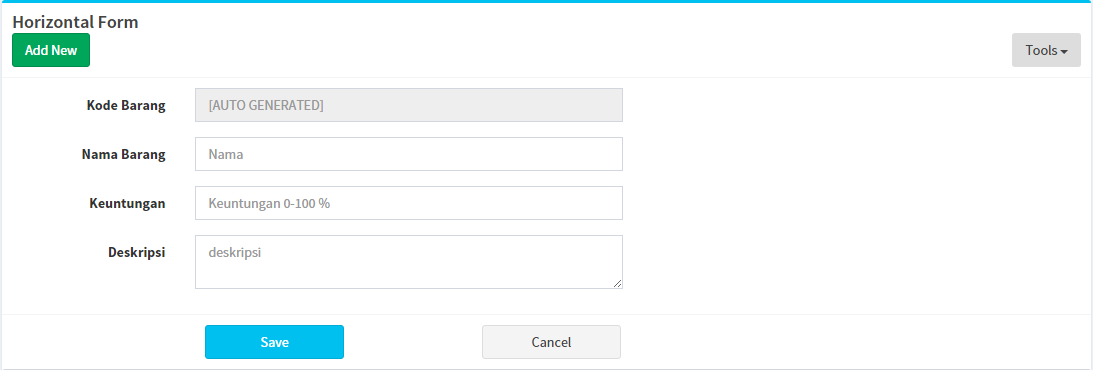 Horizontal Form
Add New
Tools
Kode Barang [AUTO GENERATED]
Nama Barang Nama
Keuntungan Keuntungan 0-100 %
Deskripsi deskripsi
Save Cancel